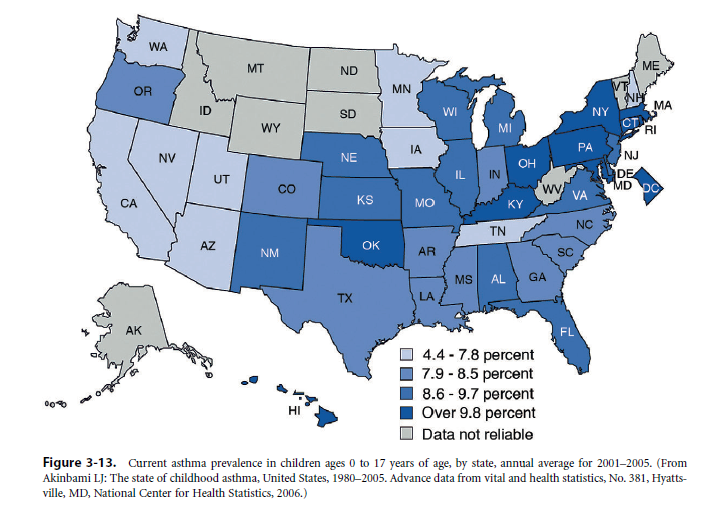 WA
MT
ND
MN
ME
VT
NH
OR
ID
SD
WI
MI
NY
MA
CT
RI
WY
IA
NE
PA
NJ
NV
UT
CO
IL
IN
OH
DE
MD
DC
WV
VA
CA
KS
MO
KY
AZ
NM
OK
TN
NC
AR
SC
TX
LA
MS
AL
GA
FL
AK
HI
4.4 - 7.8 percent
7.9 - 8.5 percent
8.6 - 9.7 percent
Over 9.8 percent
Data not reliable
Figure 3-13. Current asthma prevalence in children ages 0 to 17 years of age, by state, annual average for 2001–2005. (From
Akinbami LJ: The state of childhood asthma, United States, 1980–2005. Advance data from vital and health statistics, No. 381, Hyatts-
ville, MD, National Center for Health Statistics, 2006.)